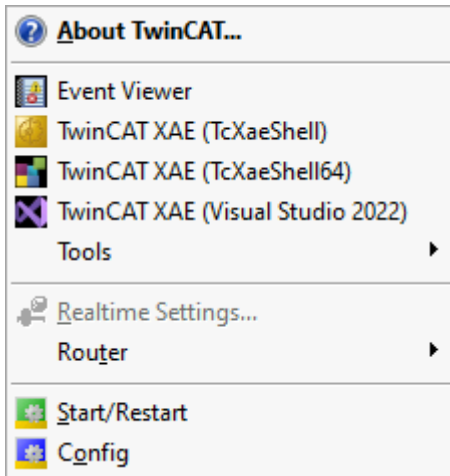 About TwinCAT...
Event Viewer
TwinCAT XAE (TcXaeShell)
TwinCAT XAE (TcXaeShell64)
TwinCAT XAE (Visual Studio 2022)
Tools
Realtime Settings...
Router
Start/Restart
Config